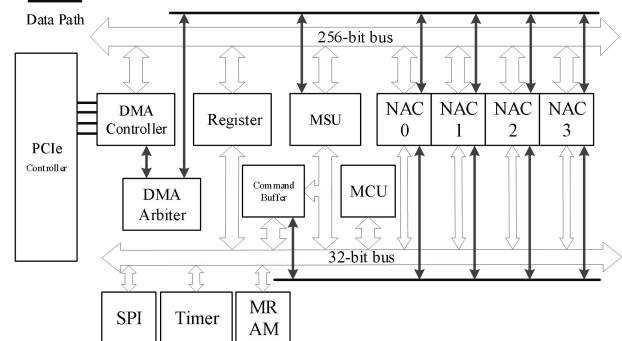 Data Path
256-bit bus
PCIe
Controller
DMA
Controller
Register
MSU
NAC
0
NAC
1
NAC
2
NAC
3
DMA
Arbiter
Command
Buffer
MCU
32-bit bus
SPI
Timer
MR
AM